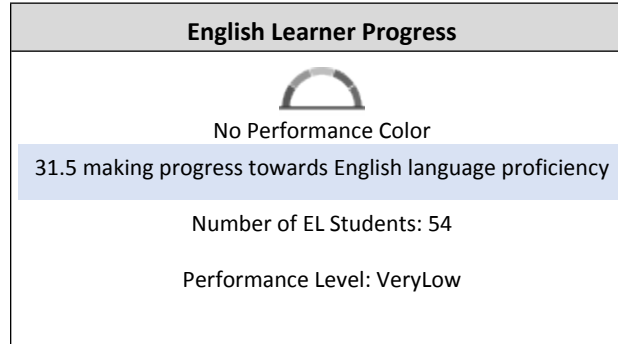 English Learner Progress
No Performance Color
31.5 making progress towards English language proficiency
Number of EL Students: 54
Performance Level: VeryLow